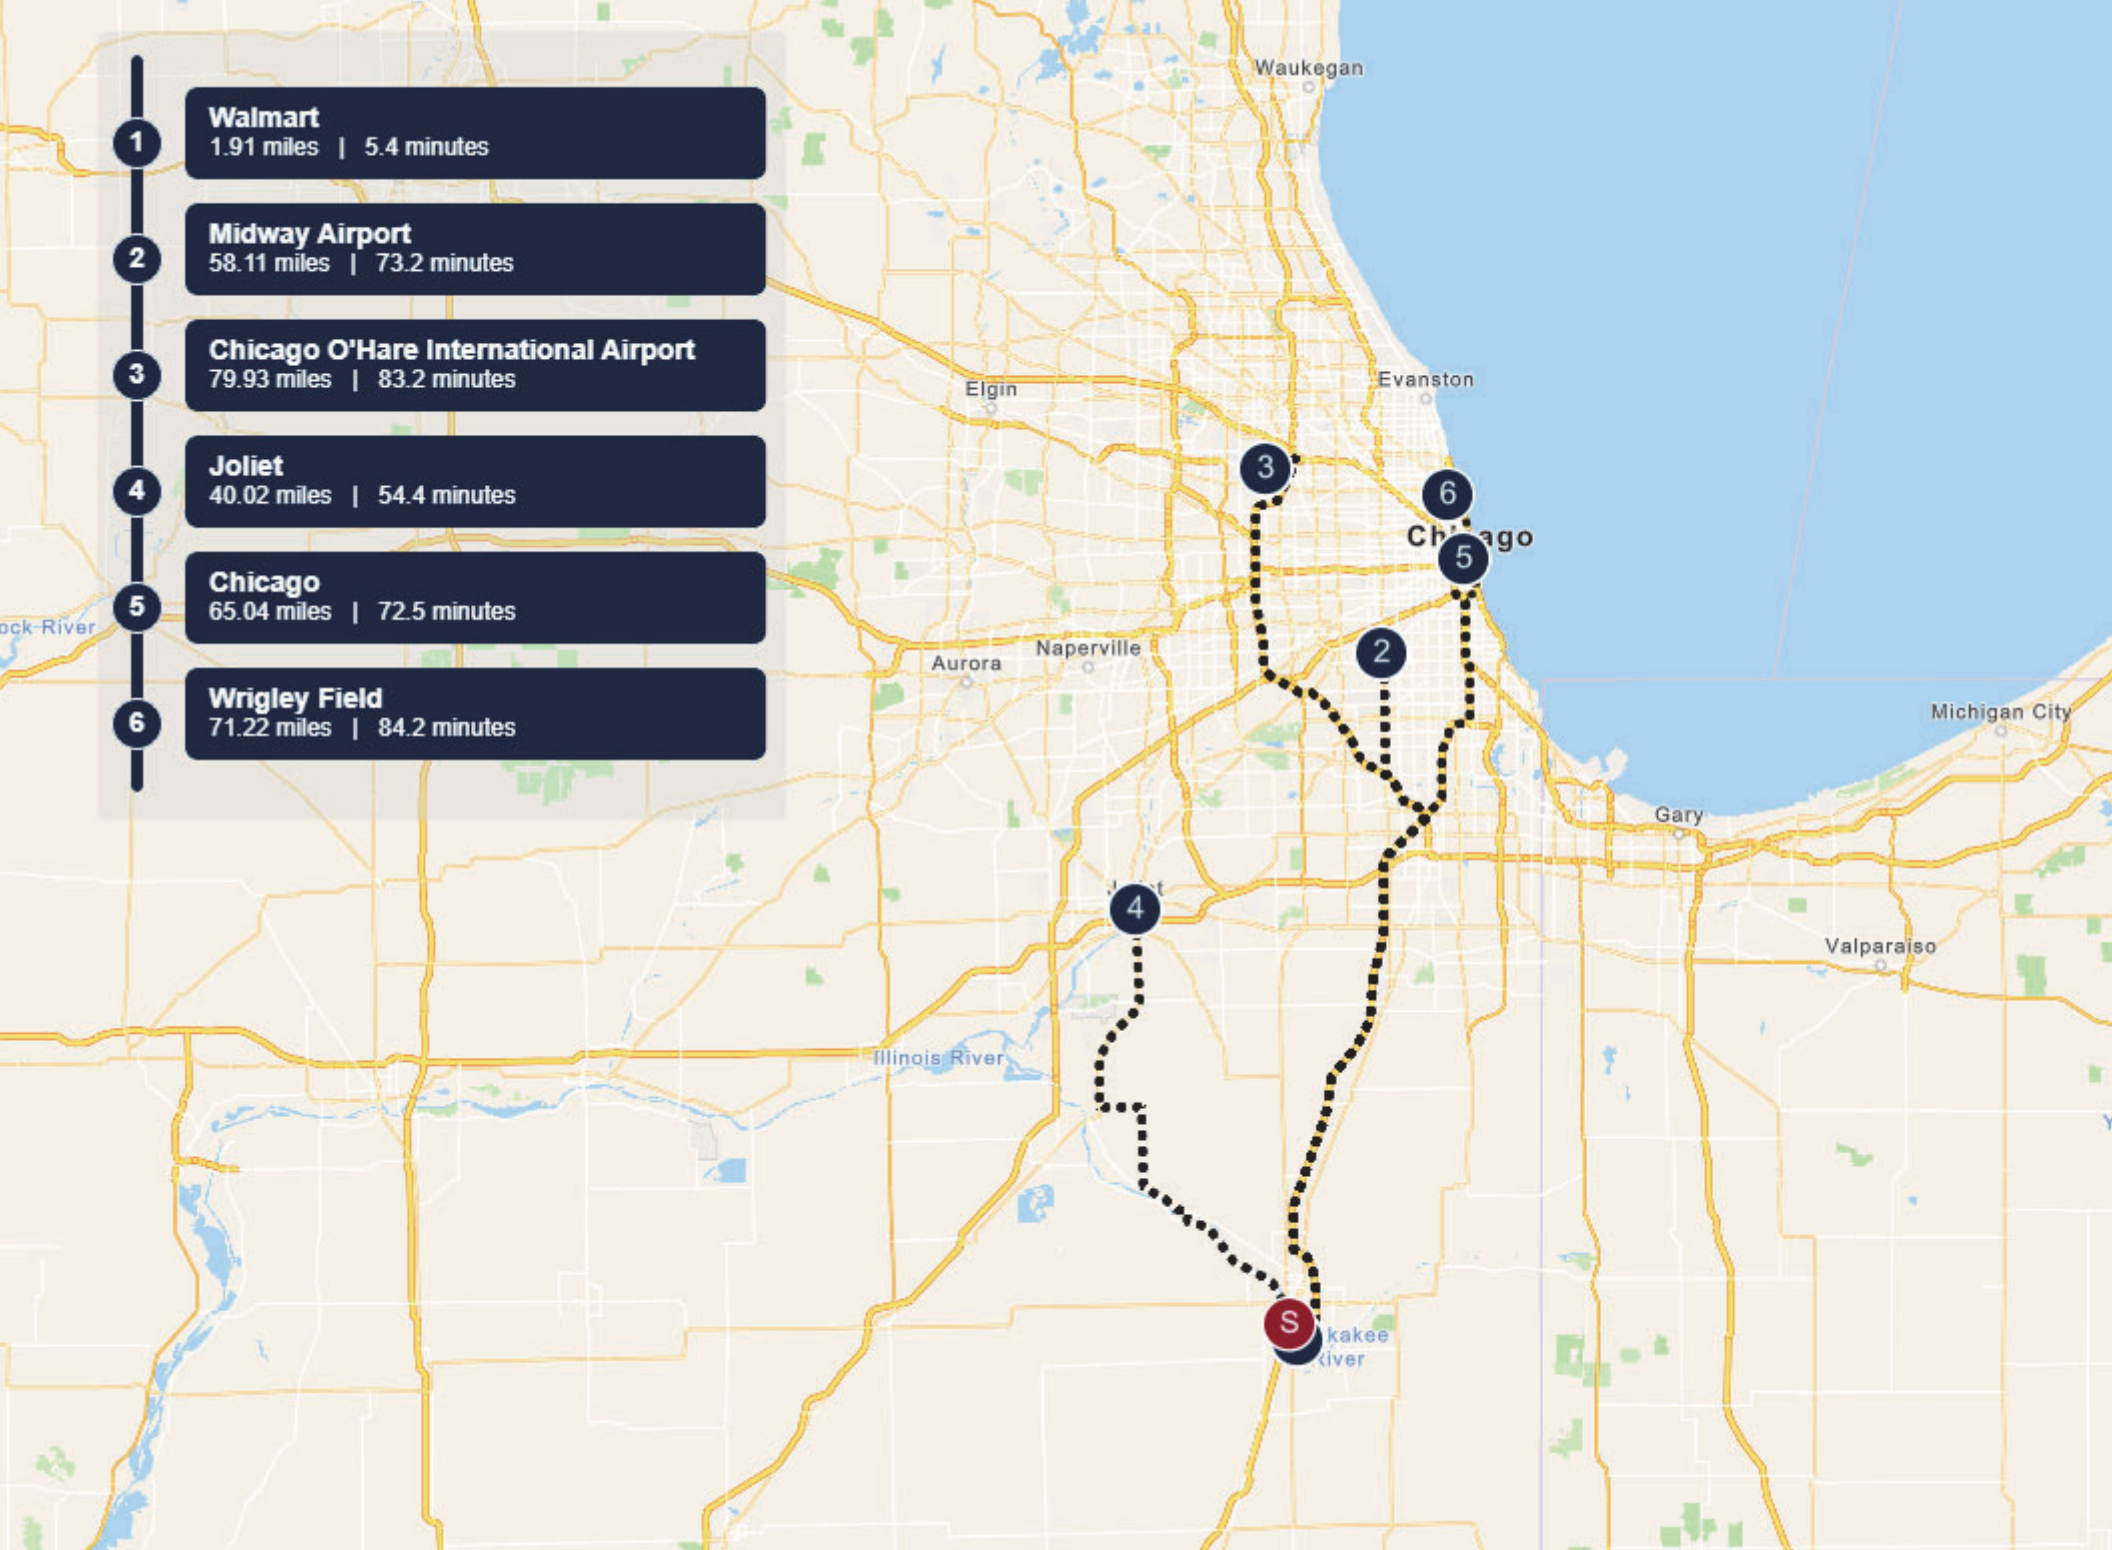 Waukegan
1
Walmart
1.91 miles | 5.4 minutes
2
Midway Airport
58.11 miles | 73.2 minutes
3
Chicago O'Hare International Airport
79.93 miles | 83.2 minutes
4
Joliet
40.02 miles | 54.4 minutes
5
Chicago
65.04 miles | 72.5 minutes
6
Wrigley Field
71.22 miles | 84.2 minutes
Elgin
Evanston
3
6
5
ock River
Naperville
Aurora
2
Michigan City
Gary
4
Valparaiso
Illinois River
S
kakee
River